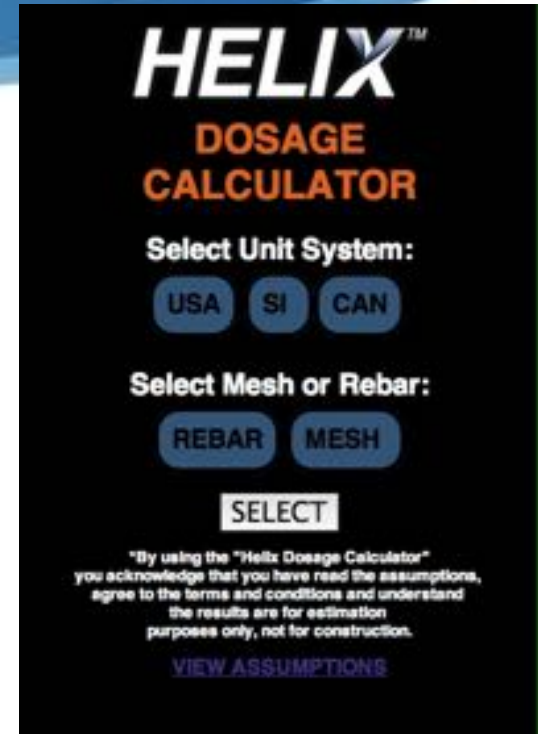 HELIX™
DOSAGE
CALCULATOR
Select Unit System:
USA SI CAN
Select Mesh or Rebar:
REBAR MESH
SELECT
"By using the "Helix Dosage Calculator"
you acknowledge that you have read the assumptions,
agree to the terms and conditions and understand
the results are for estimation
purposes only, not for construction.
VIEW ASSUMPTIONS